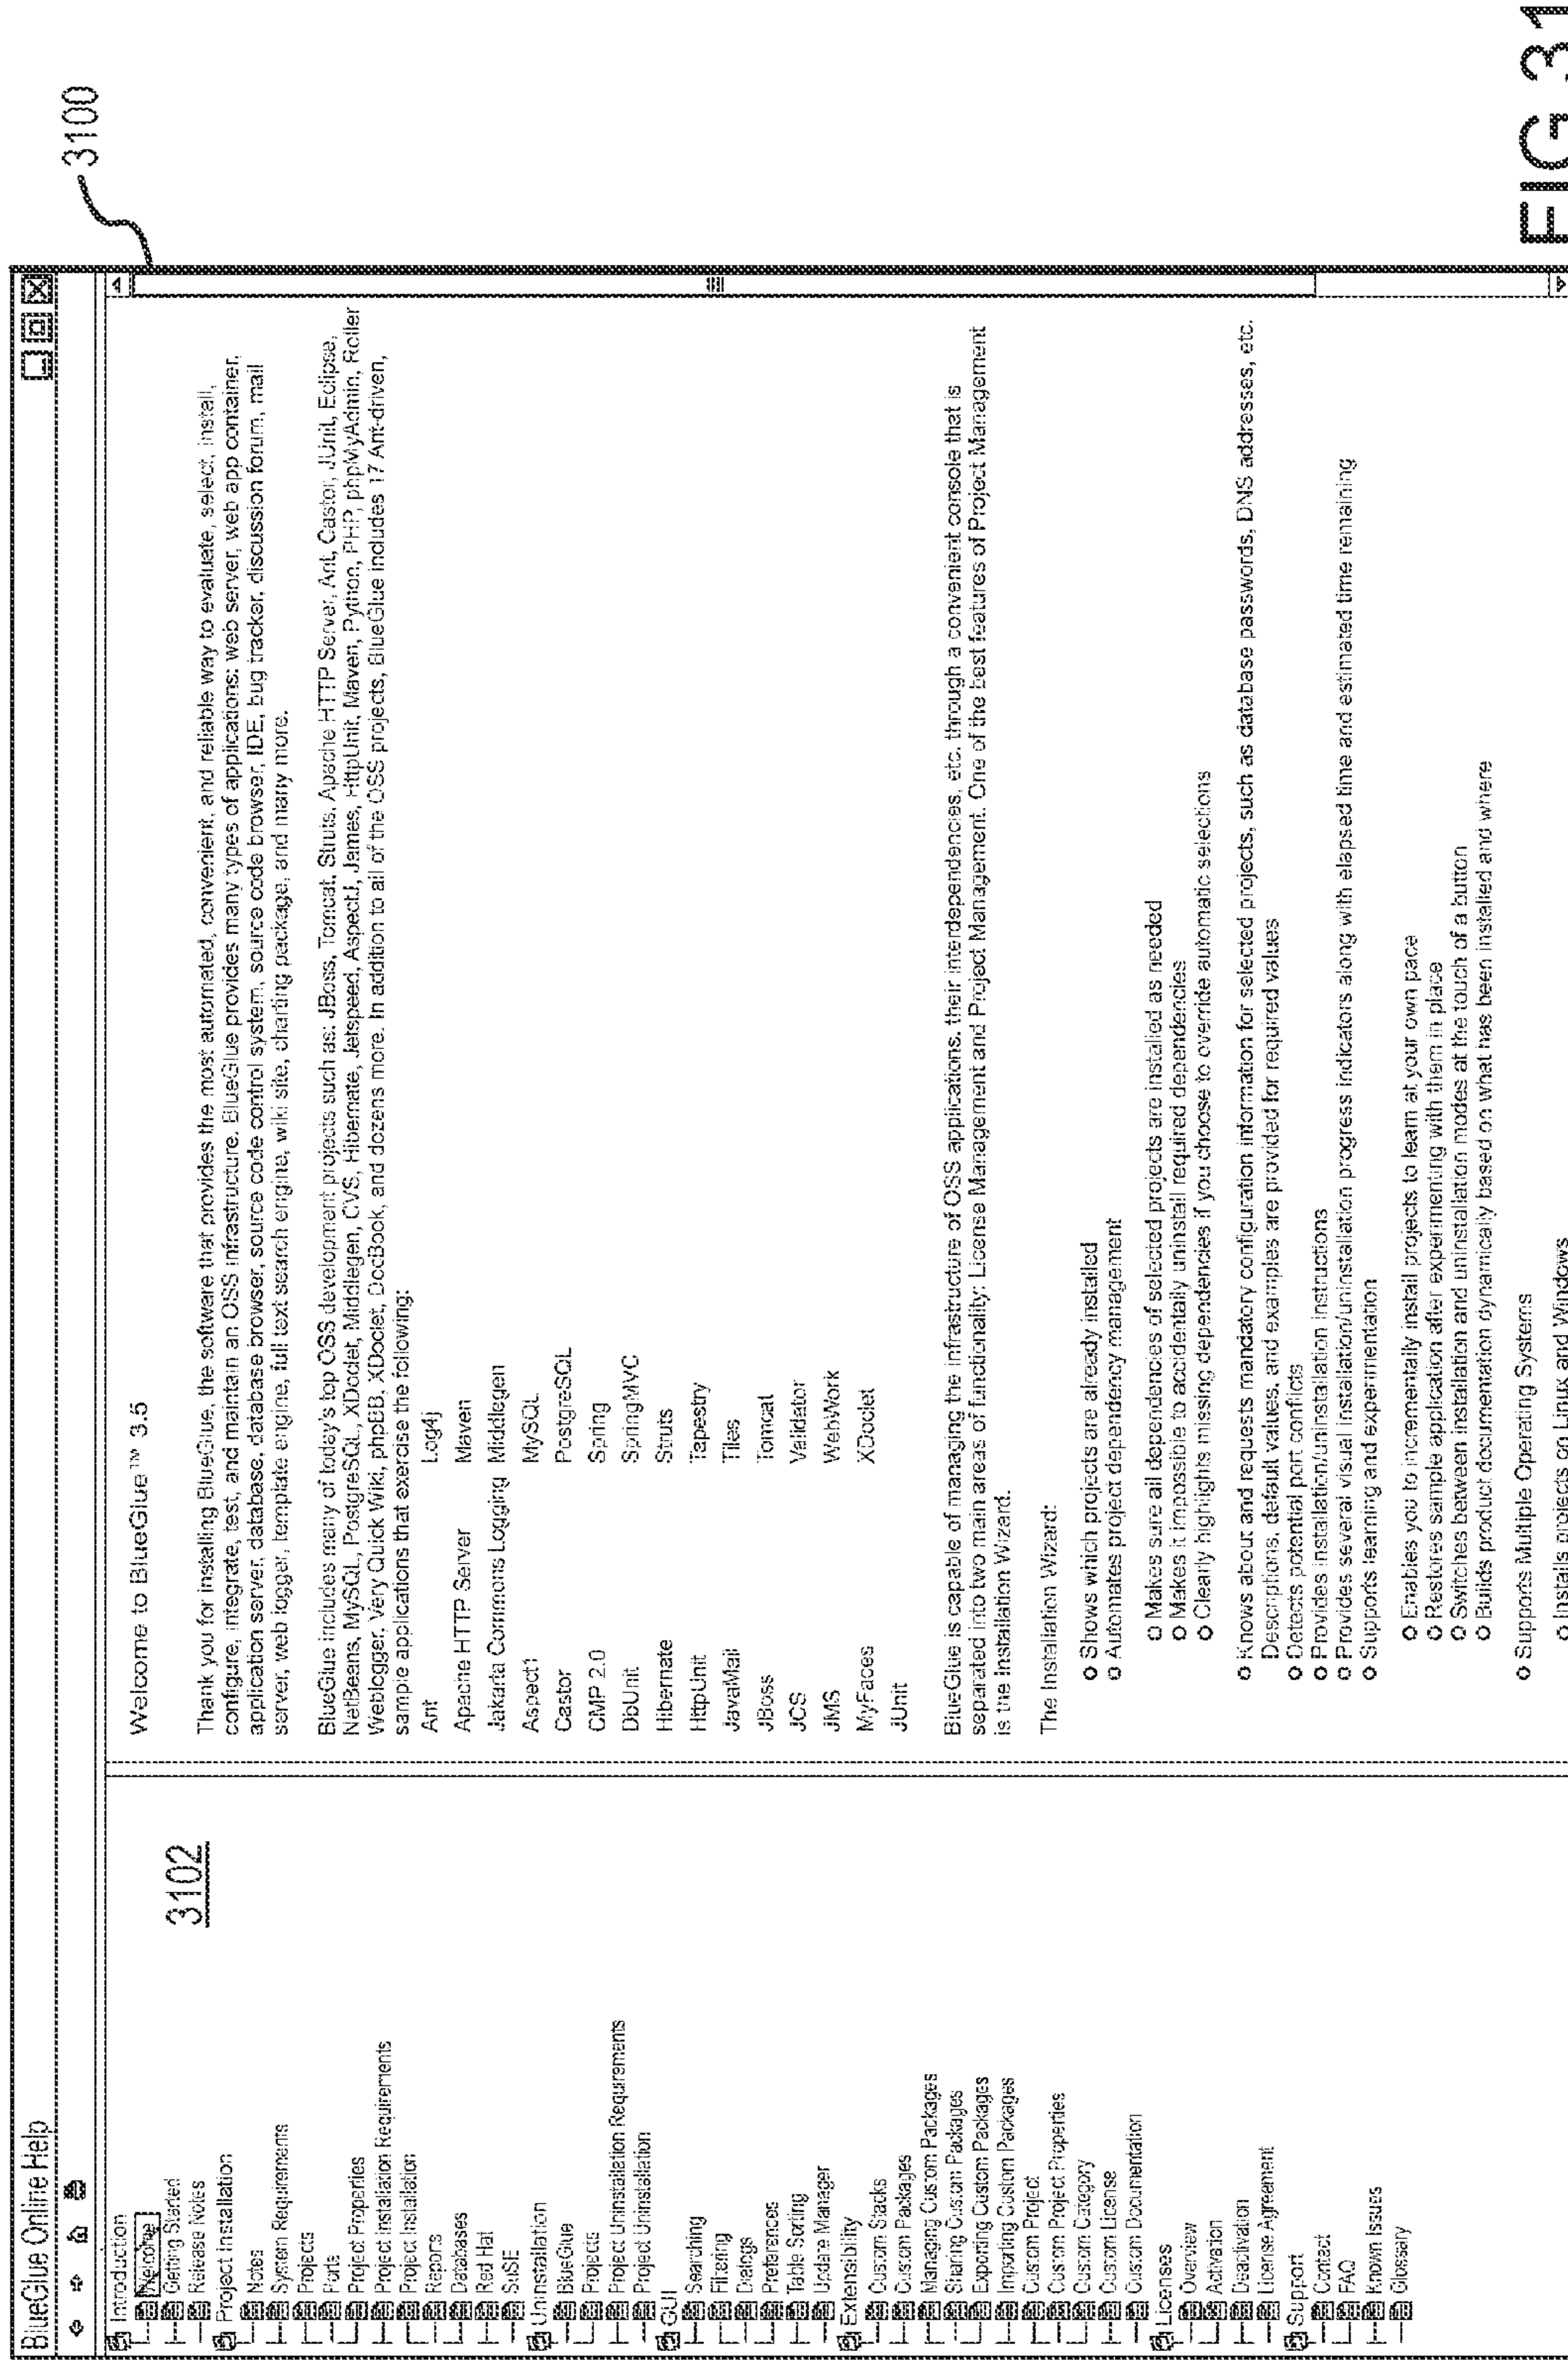 BlueGlue Online Help
Introduction
Welcome
Getting Started
Release Notes
Project Installation
Notes
System Requirements
Projects
Ports
Project Properties
Project Installation Requirements
Project Installation
Reports
Databases
Red Hat
SuSE
Uninstallation
BlueGlue
Projects
Project Uninstallation Requirements
Project Uninstallation
GUI
Searching
Filtering
Dialogs
Preferences
Table Sorting
Update Manager
Extensibility
Custom Stacks
Custom Packages
Managing Custom Packages
Sharing Custom Packages
Exporting Custom Packages
Importing Custom Packages
Custom Project
Custom Project Properties
Custom Category
Custom License
Custom Documentation
Licenses
Overview
Activation
Deactivation
License Agreement
Support
Contact
FAQ
Known Issues
Glossary
3102
Welcome to BlueGlue™ 3.5
Thank you for installing BlueGlue, the software that provides the most automated, convenient, and reliable way to evaluate, select, install,
configure, integrate, test, and maintain an OSS infrastructure. BlueGlue provides many types of applications: web server, web app container,
application server, database, database browser, source code control system, source code browser, IDE, bug tracker, discussion forum, mail
server, web logger, template engine, full text search engine, wiki site, charting package, and many more.
BlueGlue includes many of today's top OSS development projects such as: JBoss, Tomcat, Struts, Apache HTTP Server, Ant, Castor, JUnit, Eclipse,
NetBeans, MySQL, PostgreSQL, XDoclet, Middlegen, CVS, Hibernate, Jetspeed, AspectJ, James, HttpUnit, Maven, Python, PHP, phpMyAdmin, Roller
Weblogger, Very Quick Wiki, phpBB, XDoclet, DocBook, and dozens more. In addition to all of the OSS projects, BlueGlue includes 17 Ant-driven,
sample applications that exercise the following:
Ant Log4j
Apache HTTP Server Maven
Jakarta Commons Logging Middlegen
Aspect1 MySQL
Castor PostgreSQL
CMP 2.0 Spring
DbUnit SpringMVC
Hibernate Struts
HttpUnit Tapestry
JavaMail Tiles
JBoss Tomcat
JCS Validator
JMS WebWork
MyFaces XDoclet
JUnit
BlueGlue is capable of managing the infrastructure of OSS applications, their interdependencies, etc. through a convenient console that is
separated into two main areas of functionality: License Management and Project Management. One of the best features of Project Management
is the Installation Wizard.
The Installation Wizard:
o Shows which projects are already installed
o Automates project dependency management
o Makes sure all dependencies of selected projects are installed as needed
o Makes it impossible to accidentally uninstall required dependencies
o Clearly highlights missing dependencies if you choose to override automatic selections
o Knows about and requests mandatory configuration information for selected projects, such as database passwords, DNS addresses, etc.
Descriptions, default values, and examples are provided for required values
o Detects potential port conflicts
o Provides installation/uninstallation instructions
o Provides several visual installation/uninstallation progress indicators along with elapsed time and estimated time remaining
o Supports learning and experimentation
o Enables you to incrementally install projects to learn at your own pace
o Restores sample application after experimenting with them in place
o Switches between installation and uninstallation modes at the touch of a button
o Builds product documentation dynamically based on what has been installed and where
o Supports Multiple Operating Systems
o Installs projects on Linux and Windows
3100
FIG 31